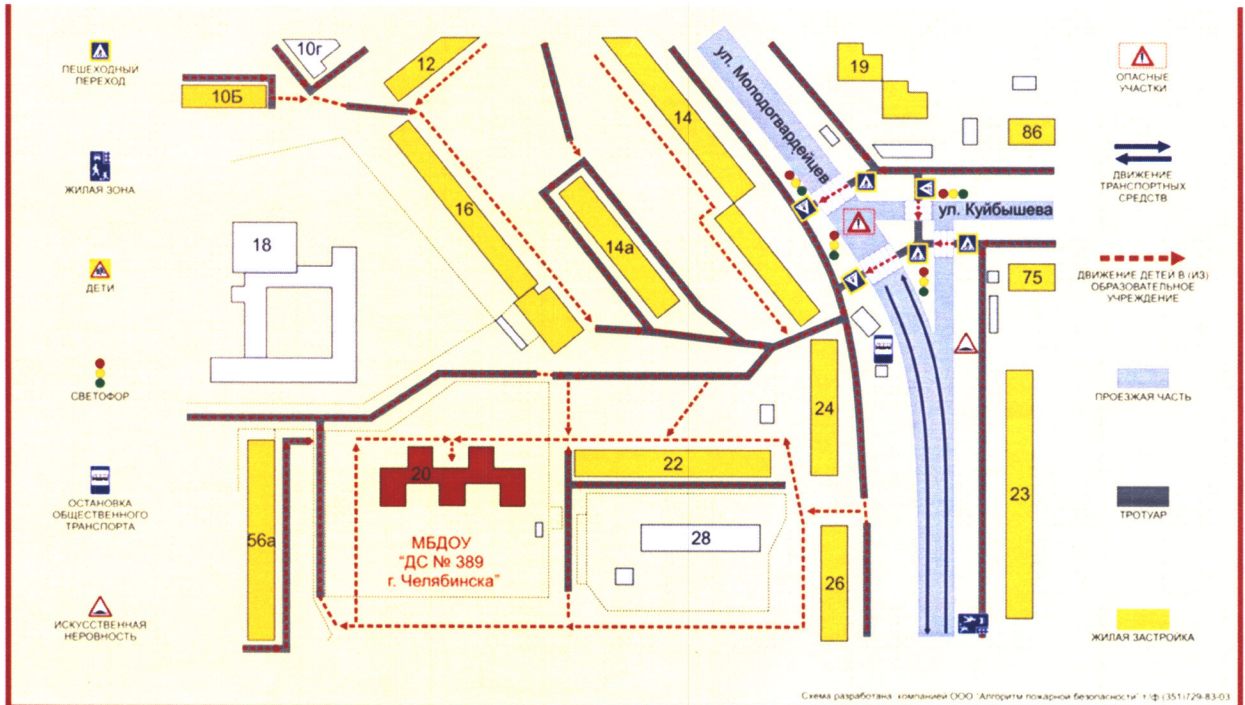 ПЕШЕХОДНЫЙ
ПЕРЕХОД
ЖИЛАЯ ЗОНА
ДЕТИ
СВЕТОФОР
ОСТАНОВКА
ОБЩЕСТВЕННОГО
ТРАНСПОРТА
ИСКУССТВЕННАЯ
НЕРОВНОСТЬ
10г
12
10Б
14
19
86
ул. Молодогвардейцев
16
ул. Куйбышева
18
14а
75
24
20
22
23
56а
28
26
МБДОУ
"ДС № 389
г. Челябинска"
ОПАСНЫЕ
УЧАСТКИ
ДВИЖЕНИЕ
ТРАНСПОРТНЫХ
СРЕДСТВ
ДВИЖЕНИЕ ДЕТЕЙ В (ИЗ)
ОБРАЗОВАТЕЛЬНОЕ
УЧРЕЖДЕНИЕ
ПРОЕЗЖАЯ ЧАСТЬ
ТРОТУАР
ЖИЛАЯ ЗАСТРОЙКА
Схема разработана компанией ООО "Алгоритм пожарной безопасности" т/ф (351)729-83-03